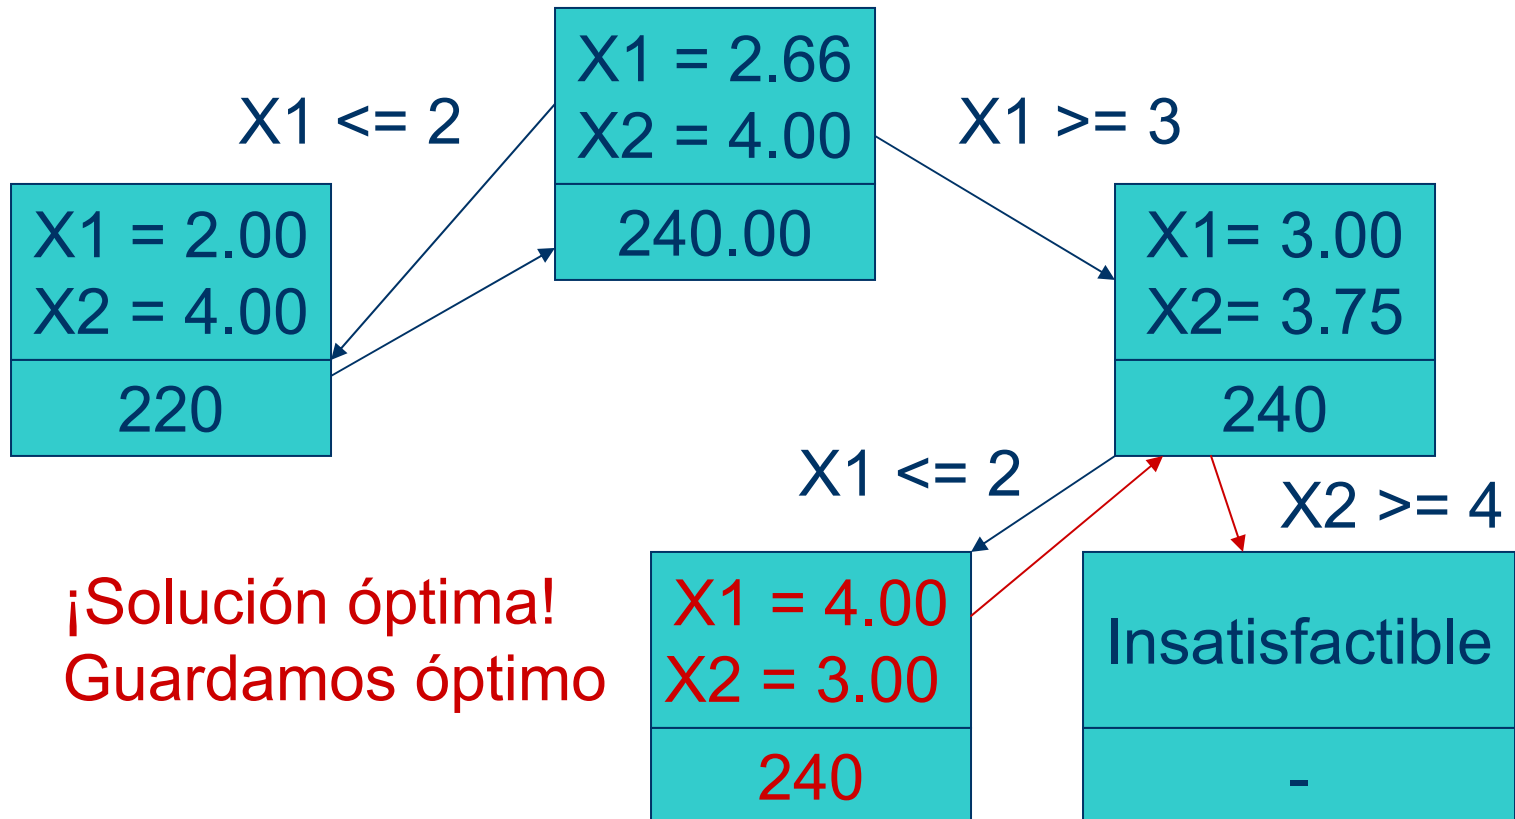 X1 = 2.66
X2 = 4.00
240.00
X1 <= 2
X1 >= 3
X1 = 2.00
X2 = 4.00
220
X1= 3.00
X2= 3.75
240
X1 <= 2
X2 >= 4
¡Solución óptima!
Guardamos óptimo
X1 = 4.00
X2 = 3.00
240
Insatisfactible
-